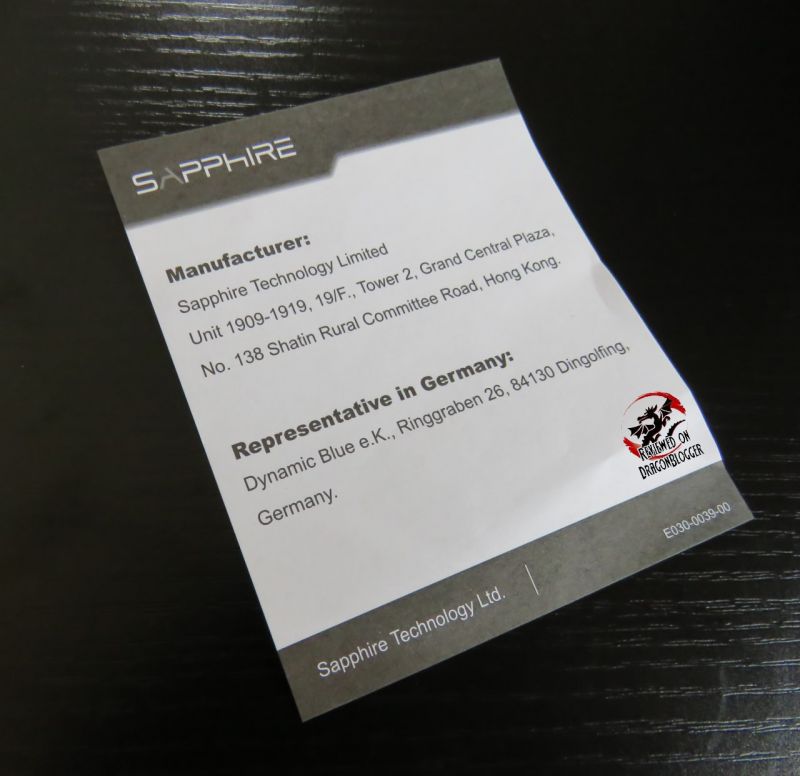 SAPPHIRE
Manufacturer:
Sapphire Technology Limited
Unit 1909-1919, 19/F., Tower 2, Grand Central Plaza,
No. 138 Shatin Rural Committee Road, Hong Kong.
Representative in Germany:
Dynamic Blue e.K., Ringgraben 26, 84130 Dingolfing,
Germany.
REVIEWED ON
DRAGONBLOGGER
E030-0039-00
Sapphire Technology Ltd.